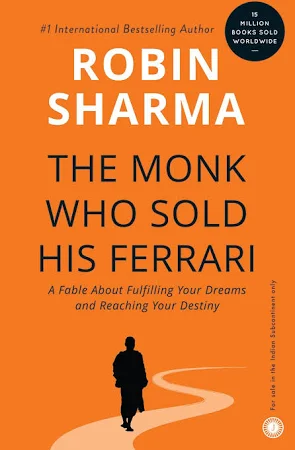 #1 International Bestselling Author
15
MILLION
BOOKS SOLD
WORLDWIDE
ROBIN
SHARMA
THE MONK
WHO SOLD
HIS FERRARI
A Fable About Fulfilling Your Dreams
and Reaching Your Destiny
For sale in the Indian Subcontinent only
J